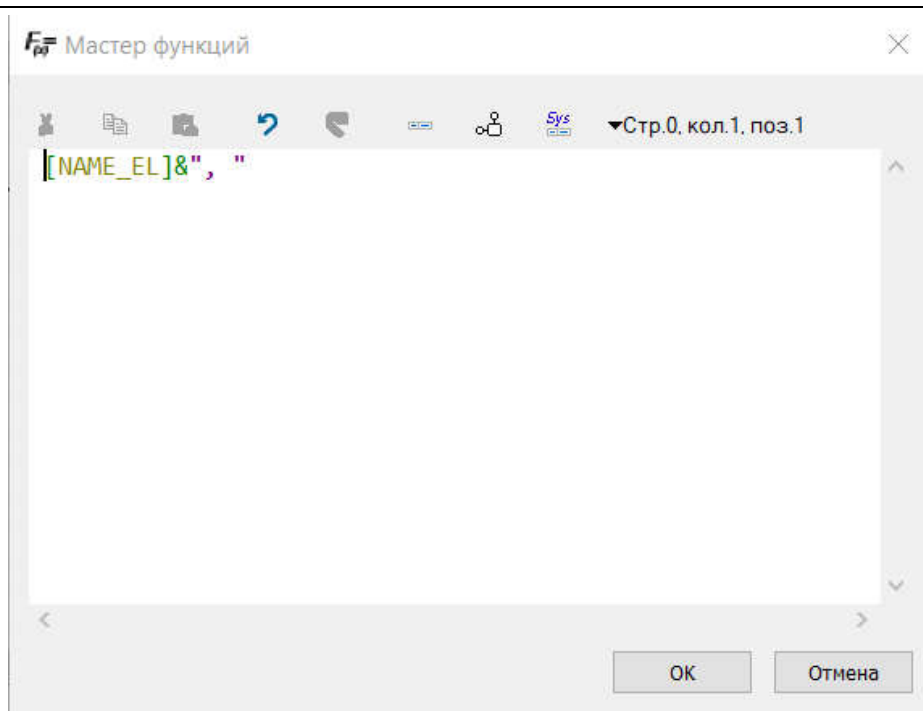 Мастер функций
Sys
Стр.0, кол.1, поз.1
[NAME_EL]&", "
OK
Отмена